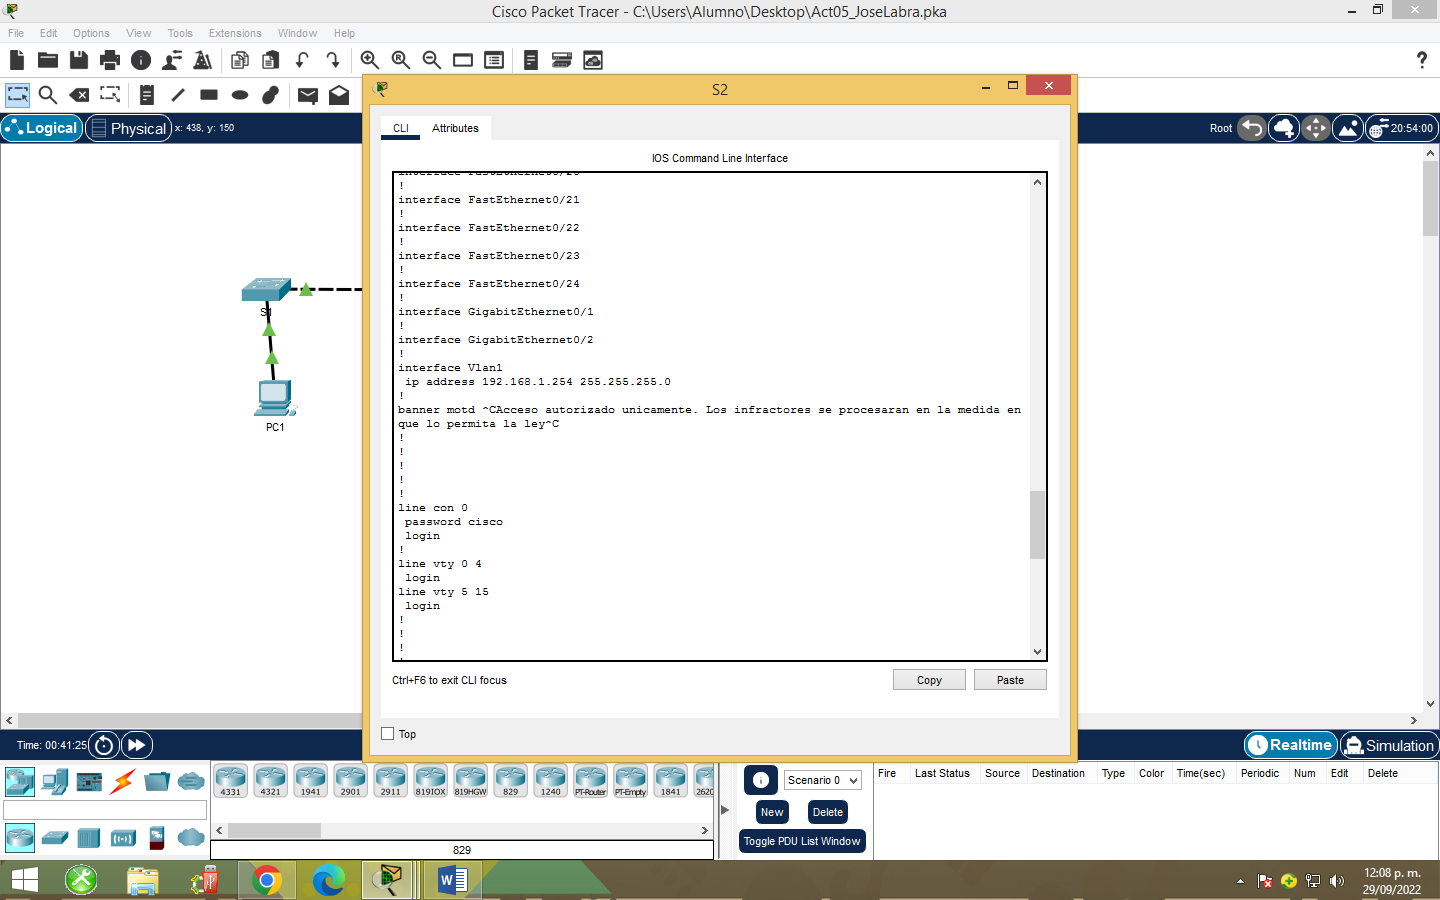 Cisco Packet Tracer - C:\Users\Alumno\Desktop\Act05_JoseLabra.pka
File Edit Options View Tools Extensions Window Help
Logical Physical x: 438, y: 150
Root 20:54:00
S2
CLI Attributes
IOS Command Line Interface
!
interface FastEthernet0/21
!
interface FastEthernet0/22
!
interface FastEthernet0/23
!
interface FastEthernet0/24
!
interface GigabitEthernet0/1
!
interface GigabitEthernet0/2
!
interface Vlan1
ip address 192.168.1.254 255.255.255.0
!
banner motd ^CAcceso autorizado unicamente. Los infractores se procesaran en la medida en
que lo permita la ley^C
!
!
!
!
!
line con 0
password cisco
login
!
line vty 0 4
login
line vty 5 15
login
!
!
!
Ctrl+F6 to exit CLI focus
Copy Paste
Top
S1
PC1
Time: 00:41:25
Realtime Simulation
4331 4321 1941 2901 2911 819IOX 819HGW 829 1240 PT-Router PT-Empty 1841 2620
829
Scenario 0
New Delete
Toggle PDU List Window
Fire Last Status Source Destination Type Color Time(sec) Periodic Num Edit Delete
12:08 p. m.
29/09/2022